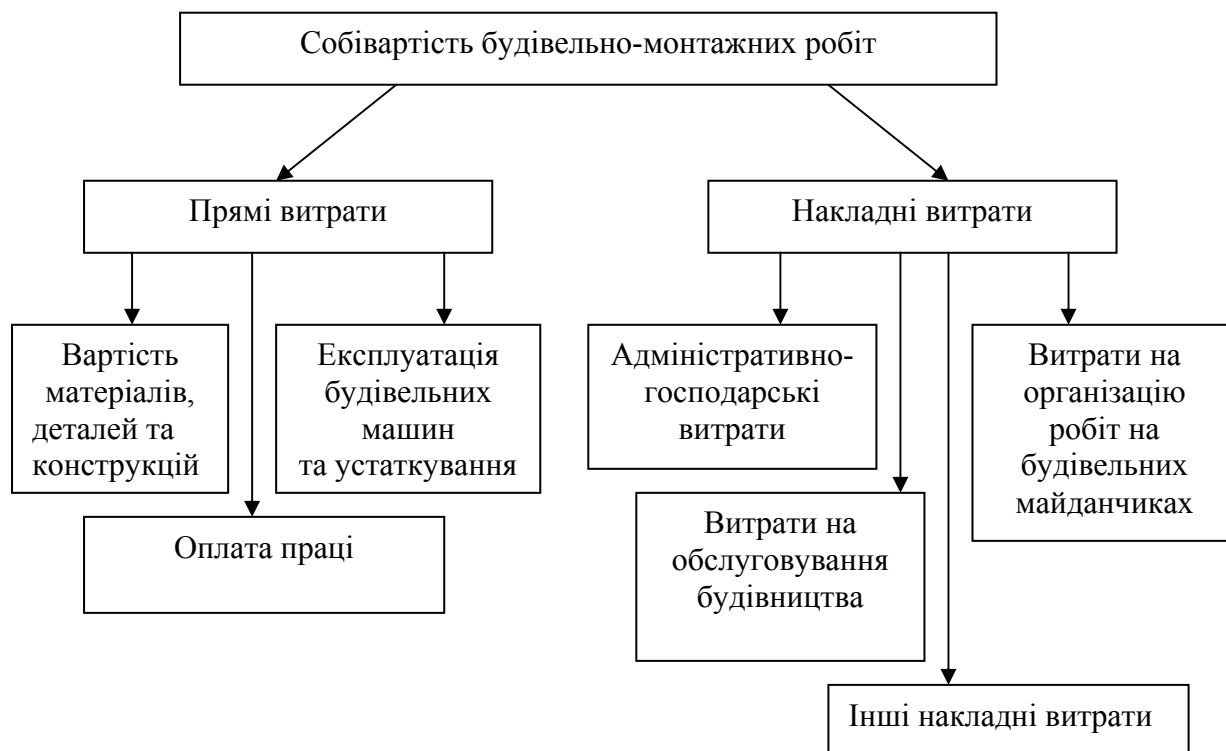 Собівартість будівельно-монтажних робіт
Прямі витрати
Накладні витрати
Вартість
матеріалів,
деталей та
конструкцій
Експлуатація
будівельних
машин
та устаткування
Адміністративно-
господарські
витрати
Витрати на
організацію
робіт на
будівельних
майданчиках
Оплата праці
Витрати на
обслуговування
будівництва
Інші накладні витрати